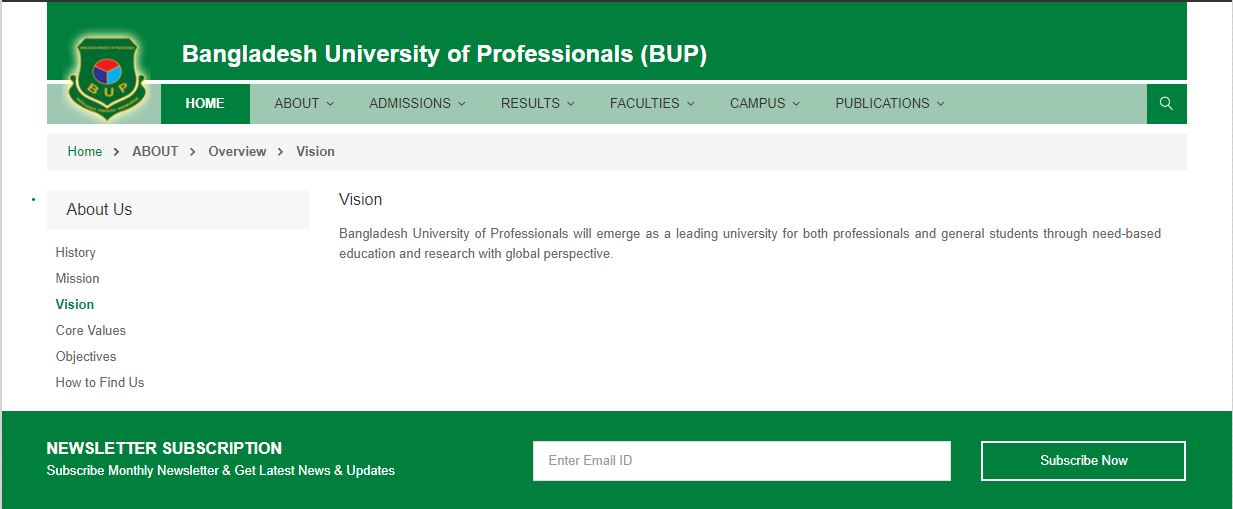 Bangladesh University of Professionals (BUP)
BUP
HOME ABOUT ADMISSIONS RESULTS FACULTIES CAMPUS PUBLICATIONS
Home > ABOUT > Overview > Vision
About Us
History
Mission
Vision
Core Values
Objectives
How to Find Us
Vision
Bangladesh University of Professionals will emerge as a leading university for both professionals and general students through need-based
education and research with global perspective.
NEWSLETTER SUBSCRIPTION
Subscribe Monthly Newsletter & Get Latest News & Updates
Enter Email ID
Subscribe Now